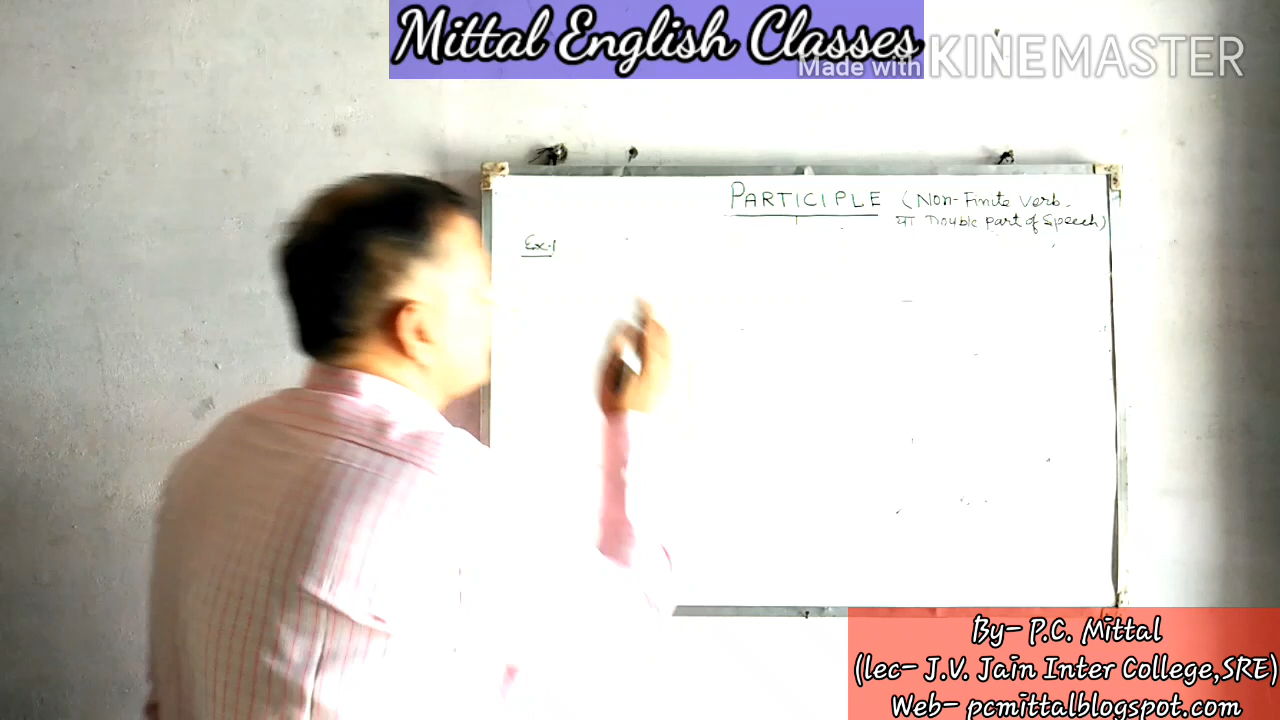 Mittal English Classes
Made with KINEMASTER
PARTICIPLE (Non-Finite Verb.
या Double part of Speech)
Ex-1
By- P.C. Mittal
(lec- J.V. Jain Inter College,SRE)
Web- pcmittalblogspot.com